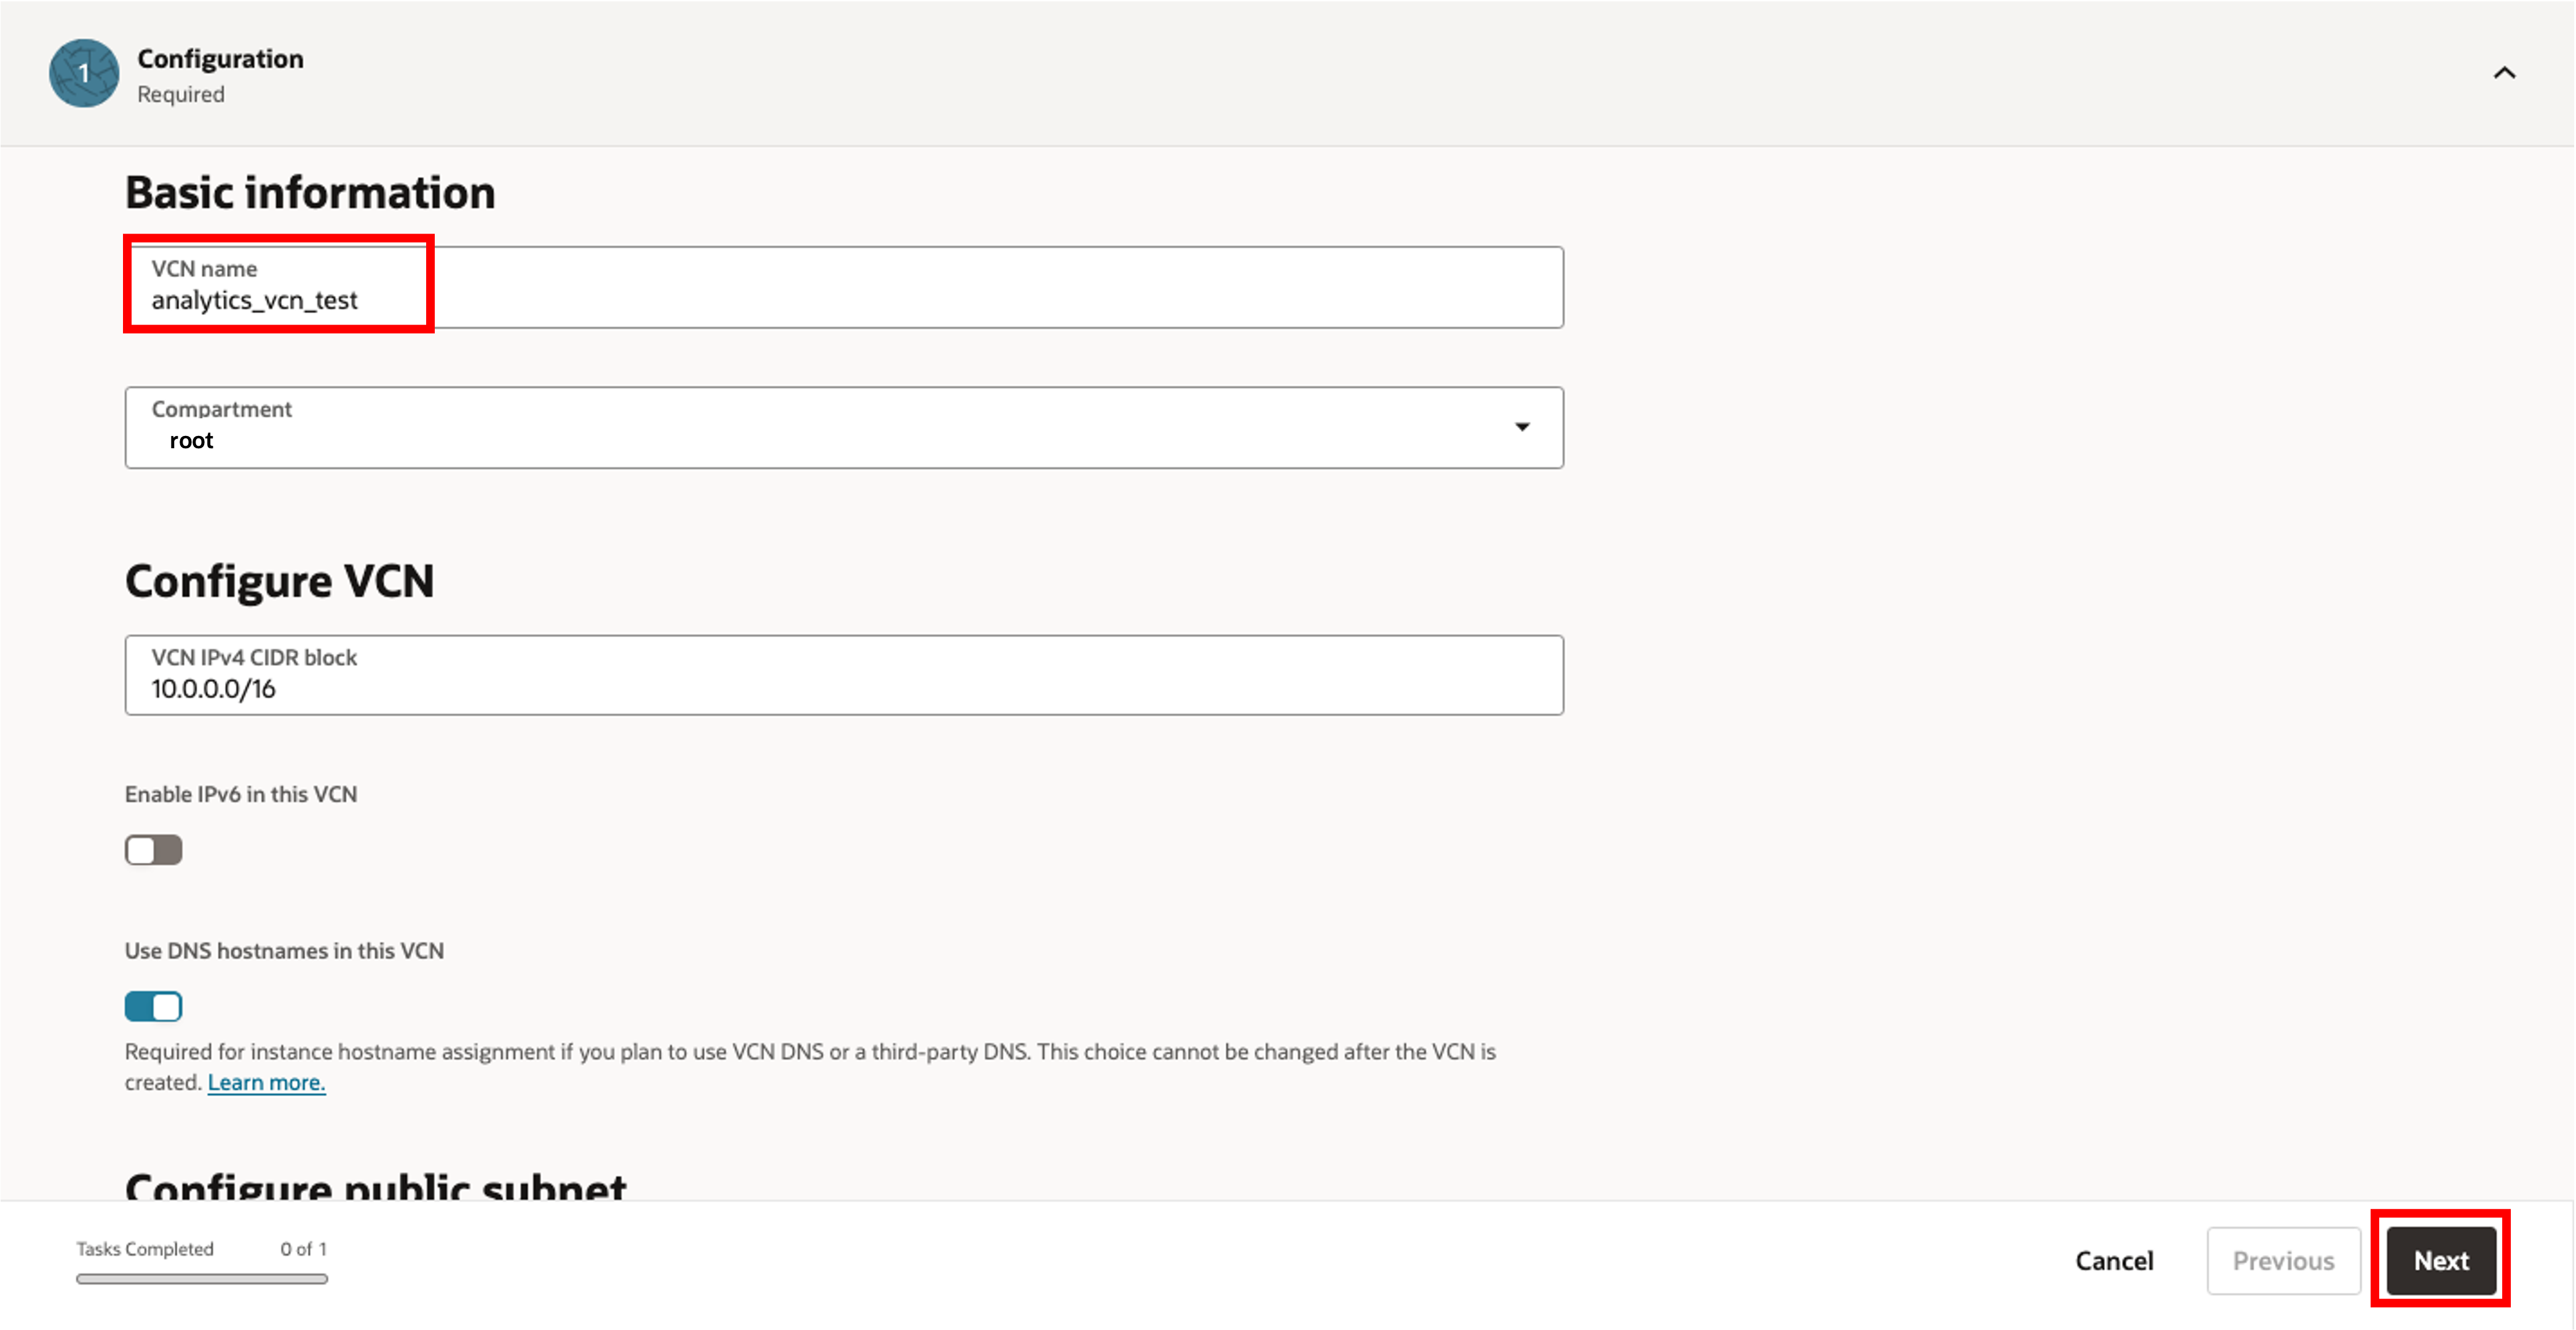 1
Configuration
Required
Basic information
VCN name
analytics_vcn_test
Compartment
root
Configure VCN
VCN IPv4 CIDR block
10.0.0.0/16
Enable IPv6 in this VCN
Use DNS hostnames in this VCN
Required for instance hostname assignment if you plan to use VCN DNS or a third-party DNS. This choice cannot be changed after the VCN is
created. Learn more.
Configure public subnet
Tasks Completed 0 of 1
Cancel Previous Next